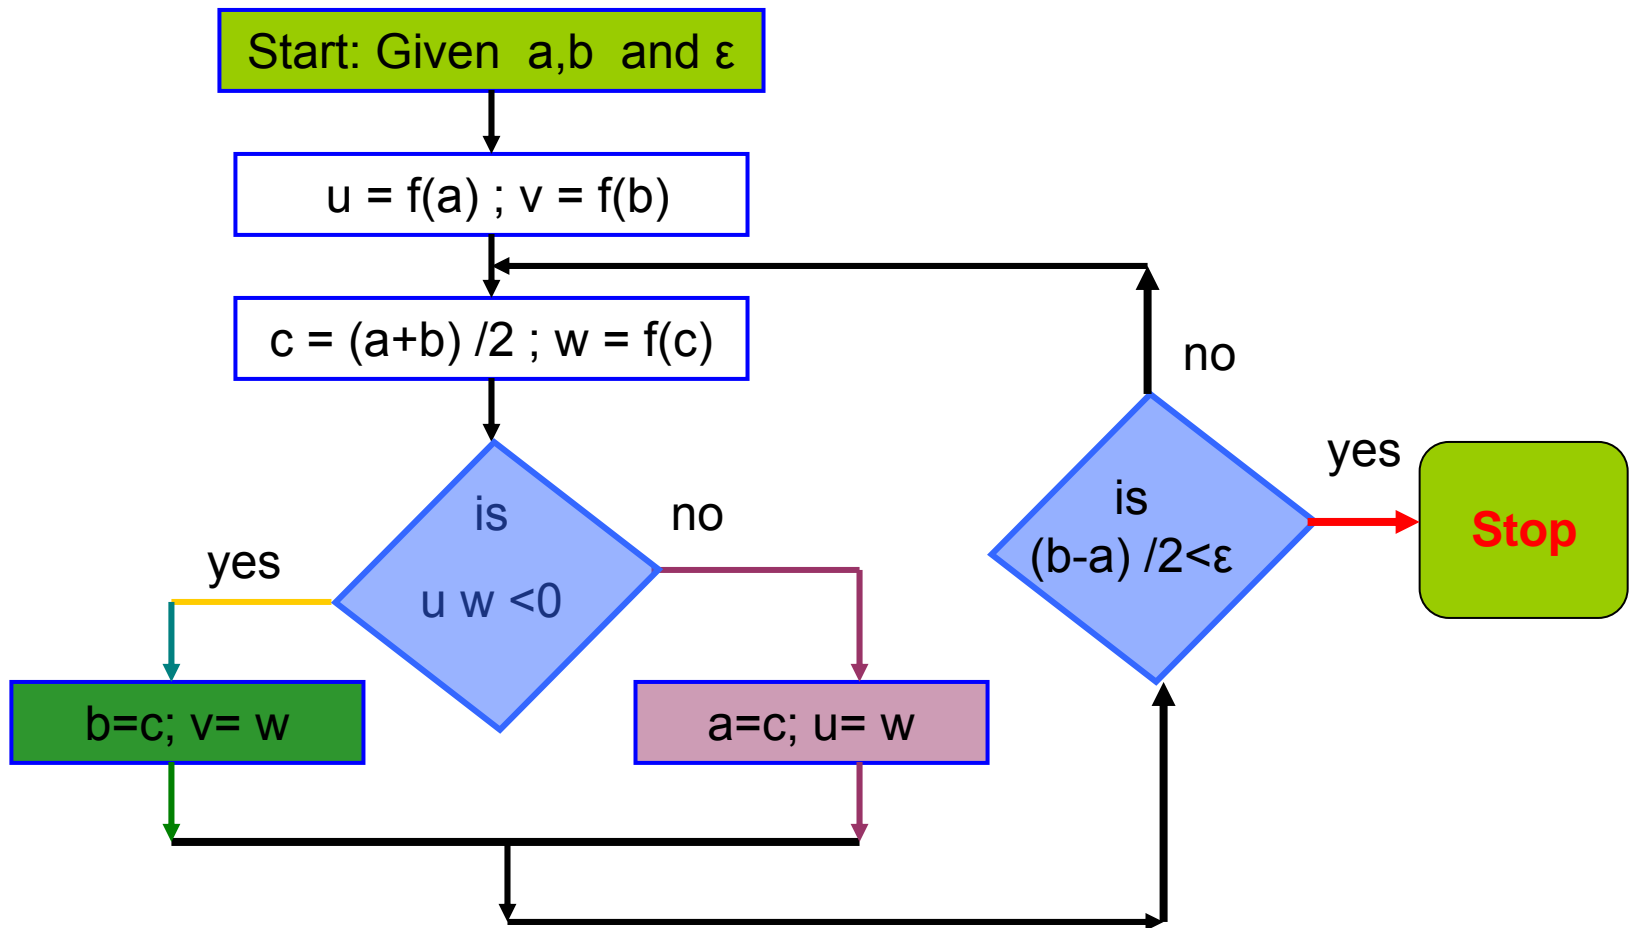 Start: Given a,b and ε
u = f(a) ; v = f(b)
c = (a+b) /2 ; w = f(c)
is
u w <0
yes
no
b=c; v= w
a=c; u= w
is
(b-a) /2<ε
no
yes
Stop